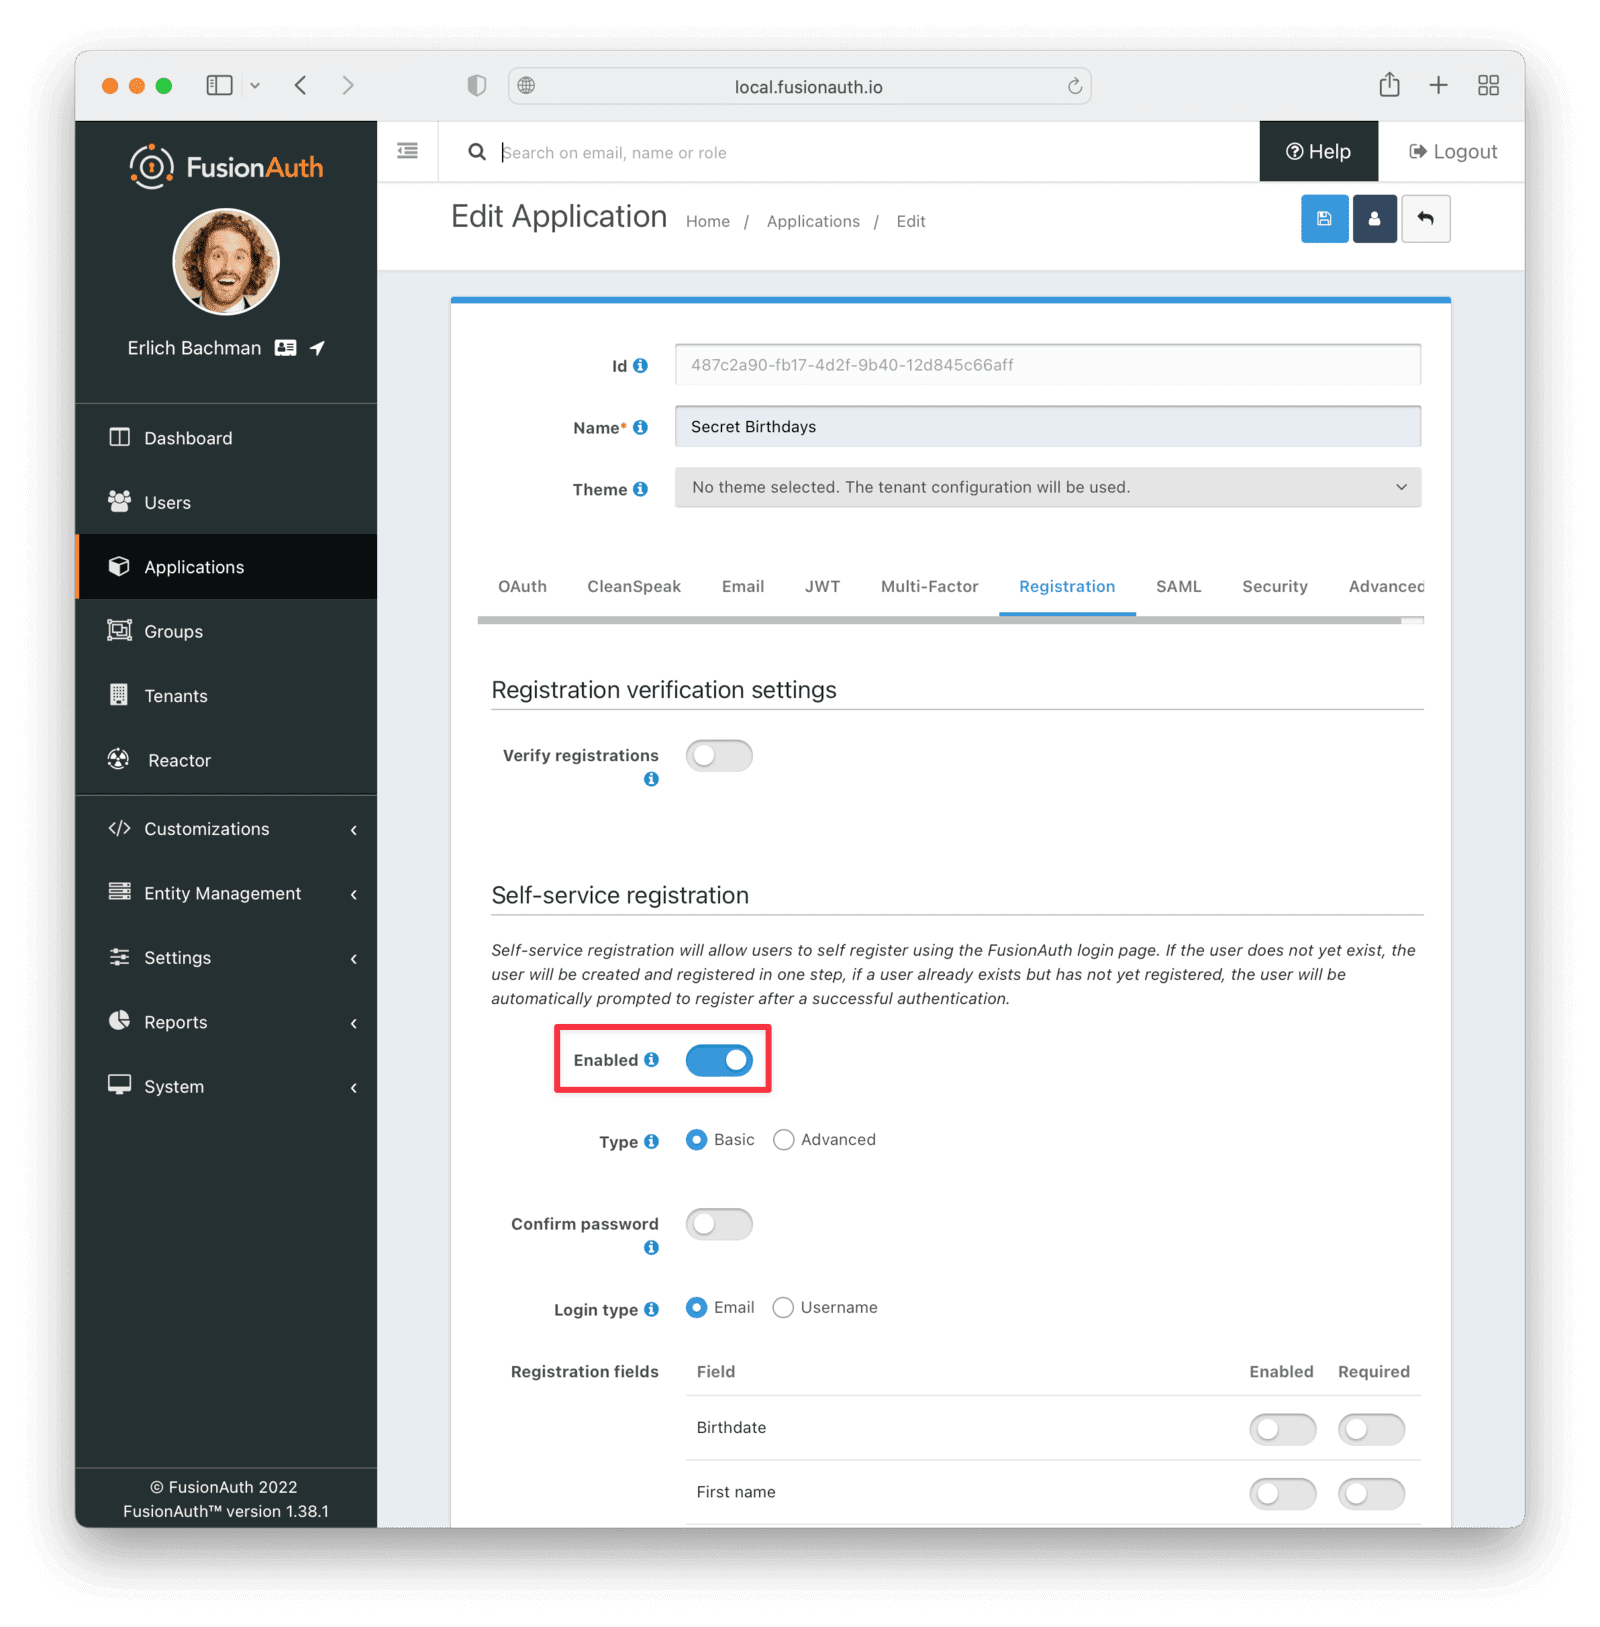 local.fusionauth.io
FusionAuth
Search on email, name or role
Help
Logout
Edit Application
Home / Applications / Edit
Erlich Bachman
Dashboard
Users
Applications
Groups
Tenants
Reactor
Customizations
Entity Management
Settings
Reports
System
© FusionAuth 2022
FusionAuth™ version 1.38.1
Id 487c2a90-fb17-4d2f-9b40-12d845c66aff
Name* Secret Birthdays
Theme No theme selected. The tenant configuration will be used.
OAuth CleanSpeak Email JWT Multi-Factor Registration SAML Security Advanced
Registration verification settings
Verify registrations
Self-service registration
Self-service registration will allow users to self register using the FusionAuth login page. If the user does not yet exist, the
user will be created and registered in one step, if a user already exists but has not yet registered, the user will be
automatically prompted to register after a successful authentication.
Enabled
Type Basic Advanced
Confirm password
Login type Email Username
Registration fields Field Enabled Required
Birthdate
First name